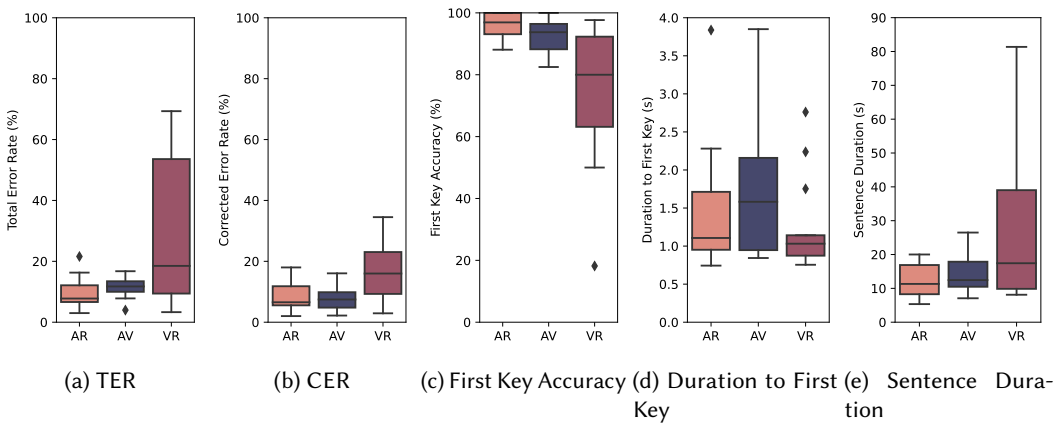 Total Error Rate (%)
100
80
60
40
20
0
AR AV VR
(a) TER
Corrected Error Rate (%)
100
80
60
40
20
0
AR AV VR
(b) CER
First Key Accuracy (%)
100
80
60
40
20
0
AR AV VR
(c) First Key Accuracy
Duration to First Key (s)
4.0
3.5
3.0
2.5
2.0
1.5
1.0
0.5
0.0
AR AV VR
(d) Duration to First
Key
Sentence Duration (s)
90
80
70
60
50
40
30
20
10
0
AR AV VR
(e) Sentence Dura-
tion